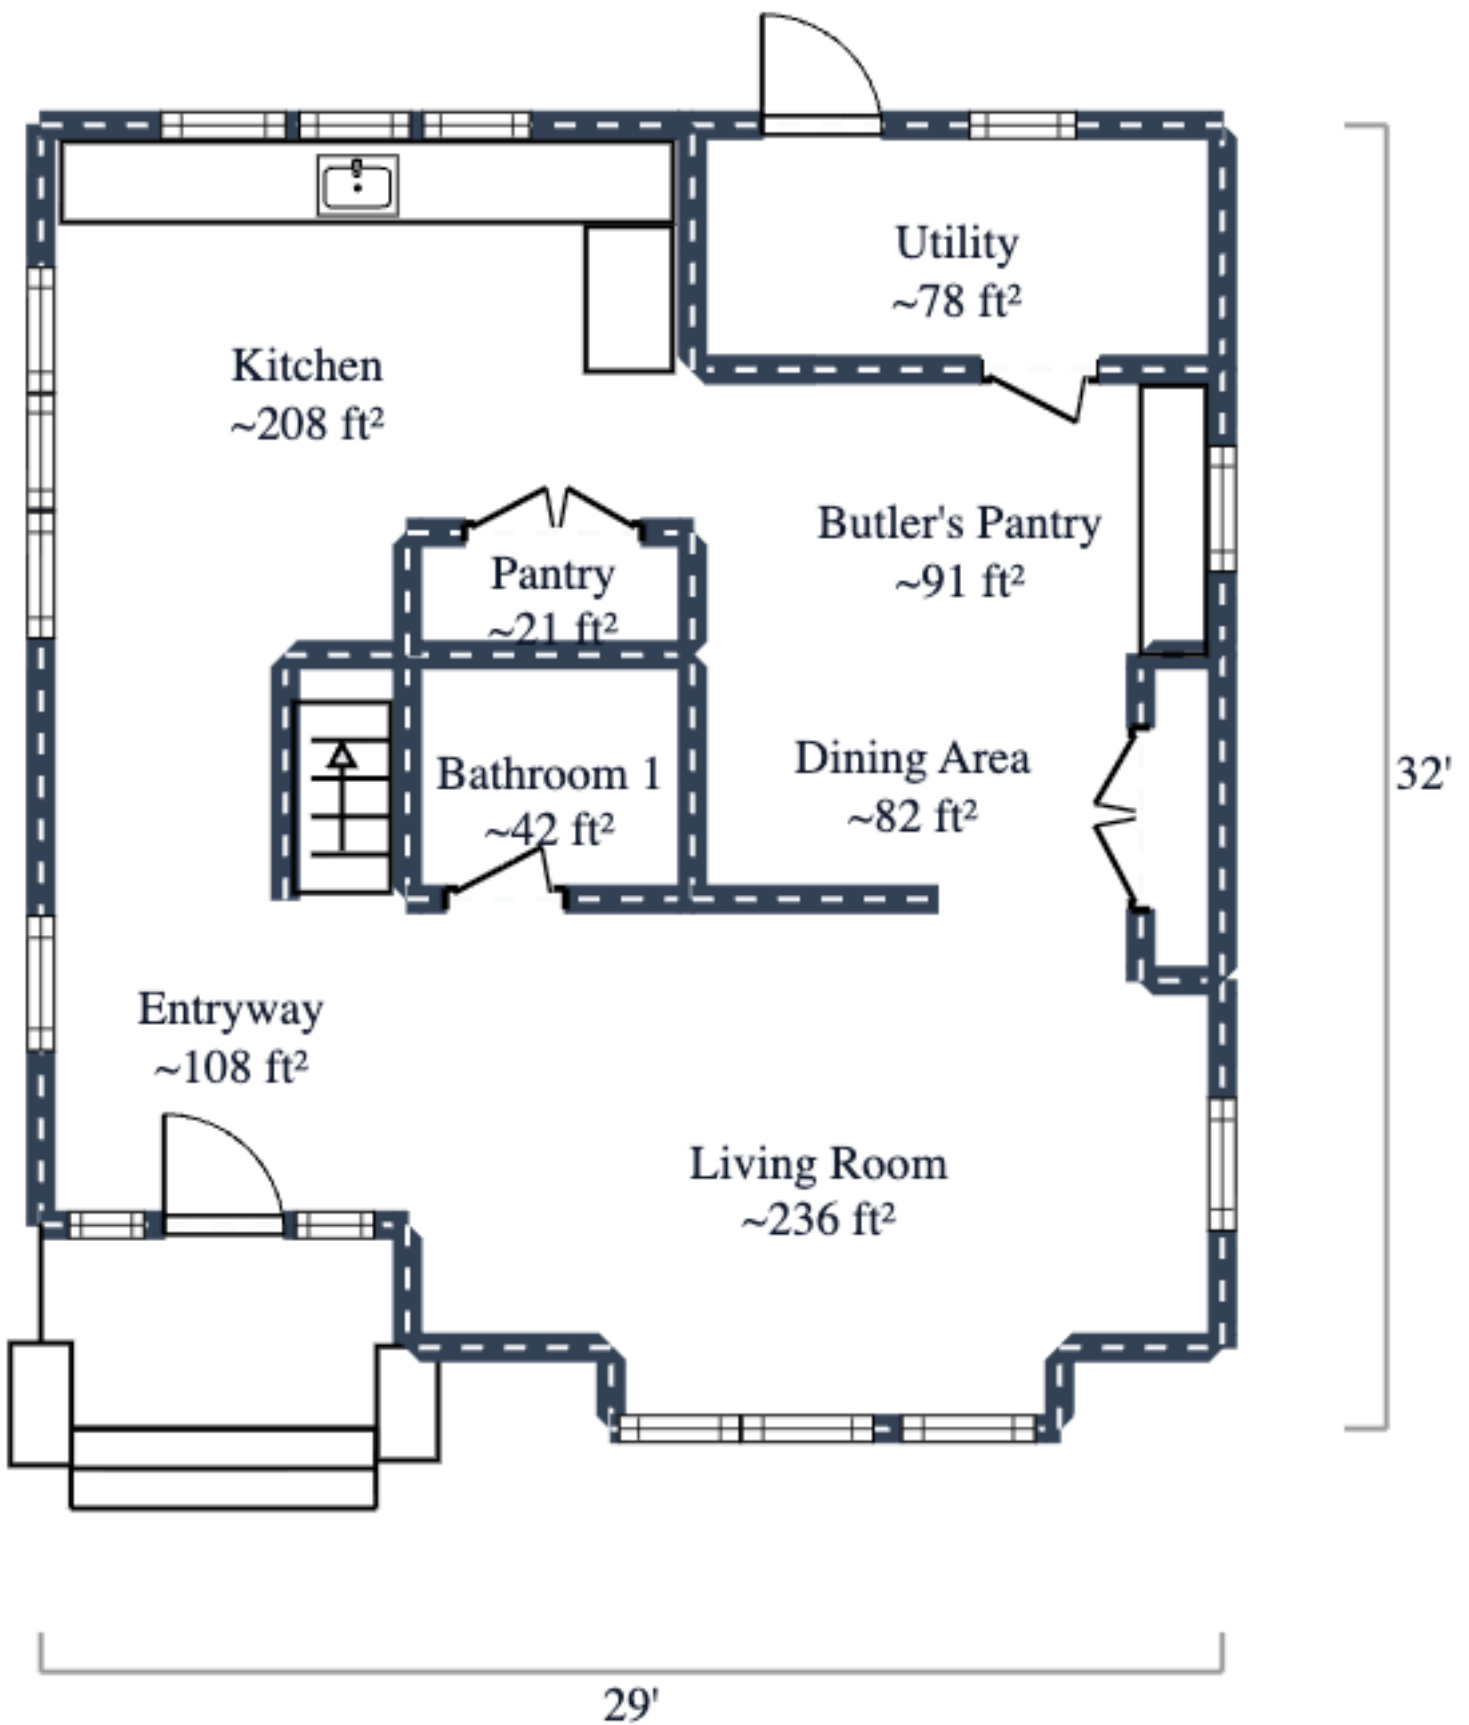 Utility
~78 ft²
Kitchen
~208 ft²
Butler's Pantry
~91 ft²
Pantry
~21 ft²
Dining Area
~82 ft²
Bathroom 1
~42 ft²
32'
Entryway
~108 ft²
Living Room
~236 ft²
29'